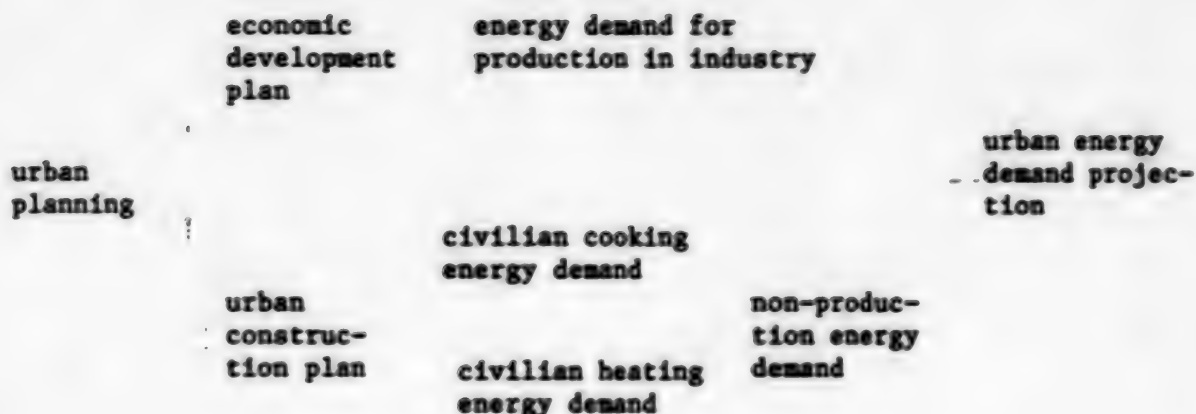 economic
development
plan
energy demand for
production in industry
urban
planning
urban energy
demand projec-
tion
civilian cooking
energy demand
urban
construc-
tion plan
non-produc-
tion energy
demand
civilian heating
energy demand